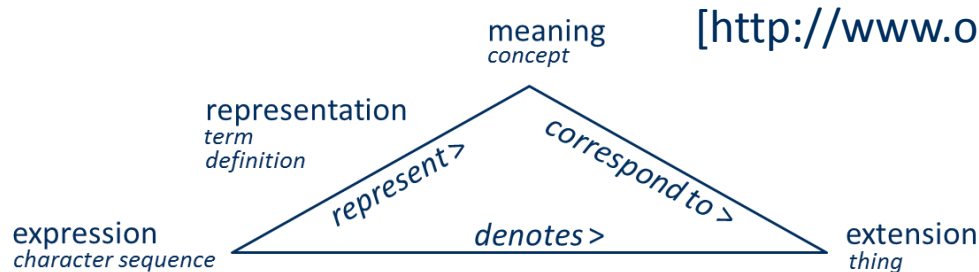 meaning
concept
[http://www.o
representation
term
definition
represent >
correspond to >
expression
character sequence
denotes >
extension
thing